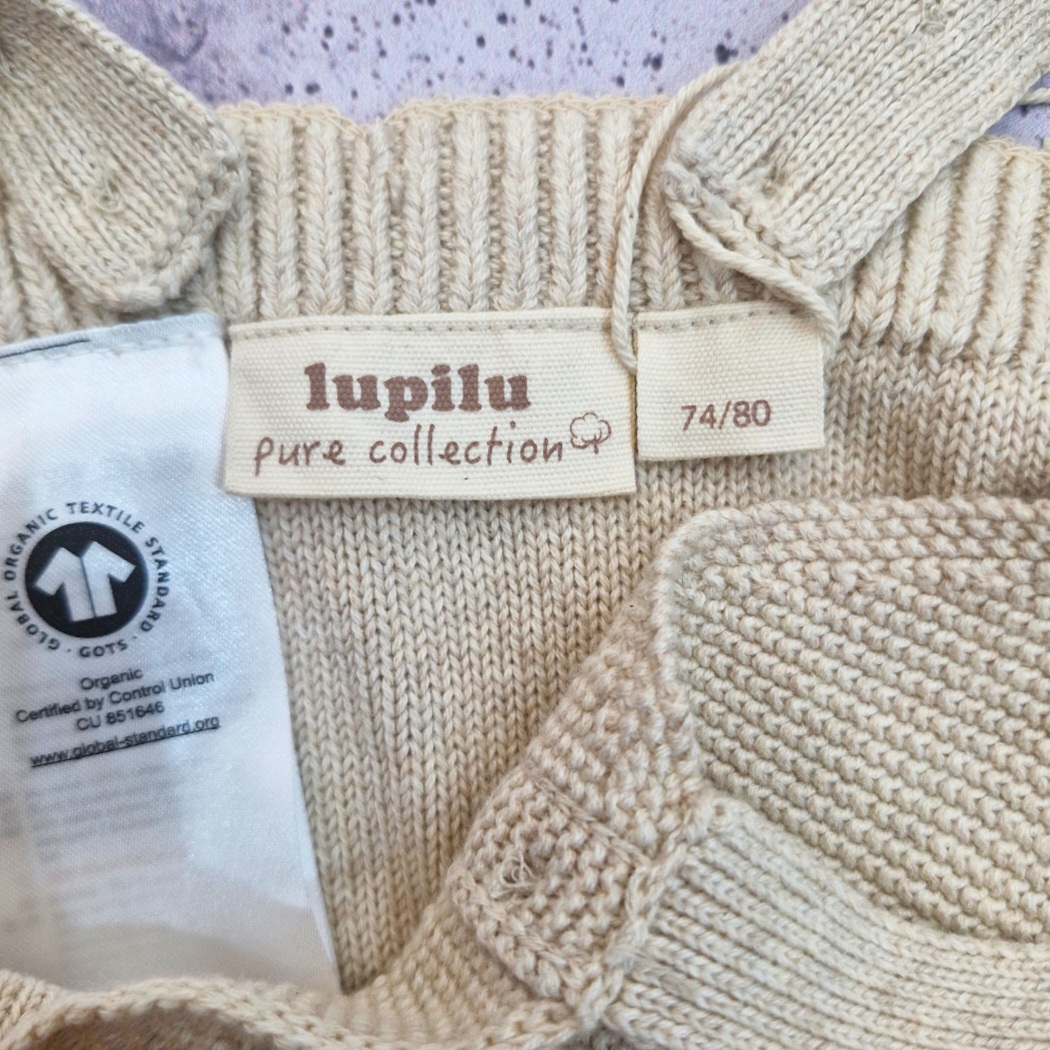 lupilu
pure collection
74/80
GLOBAL ORGANIC TEXTILE STANDARD · GOTS ·
Organic
Certified by Control Union
CU 851646
www.global-standard.org